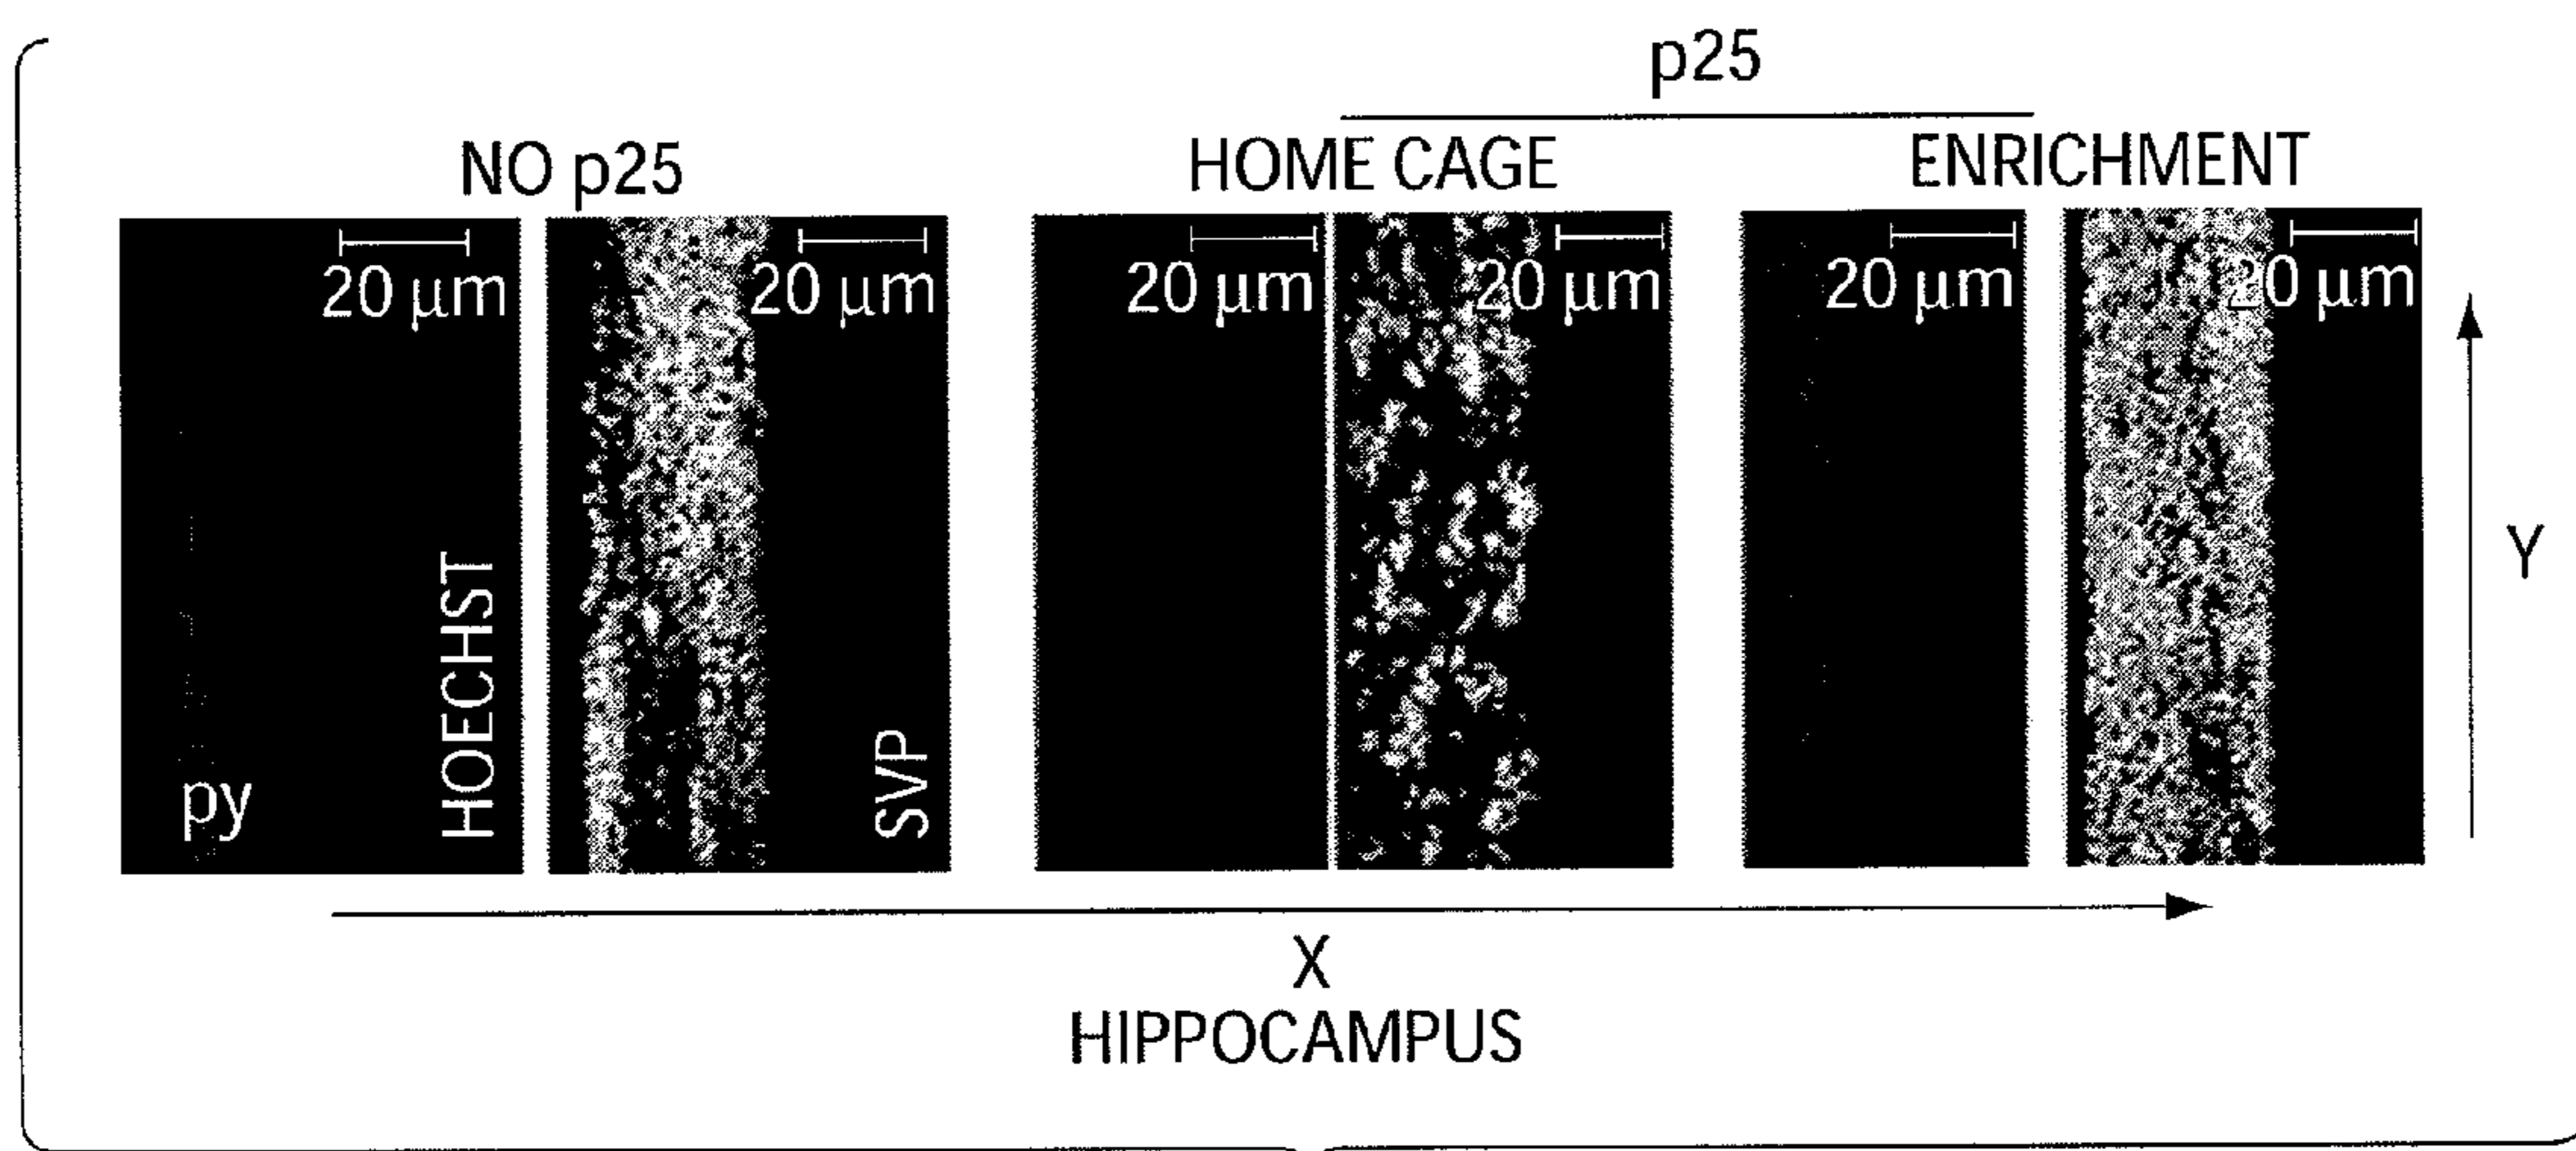 p25
NO p25
HOME CAGE
ENRICHMENT
20 µm
20 µm
20 µm
20 µm
20 µm
20 µm
py
HOECHST
SVP
Y
X
HIPPOCAMPUS